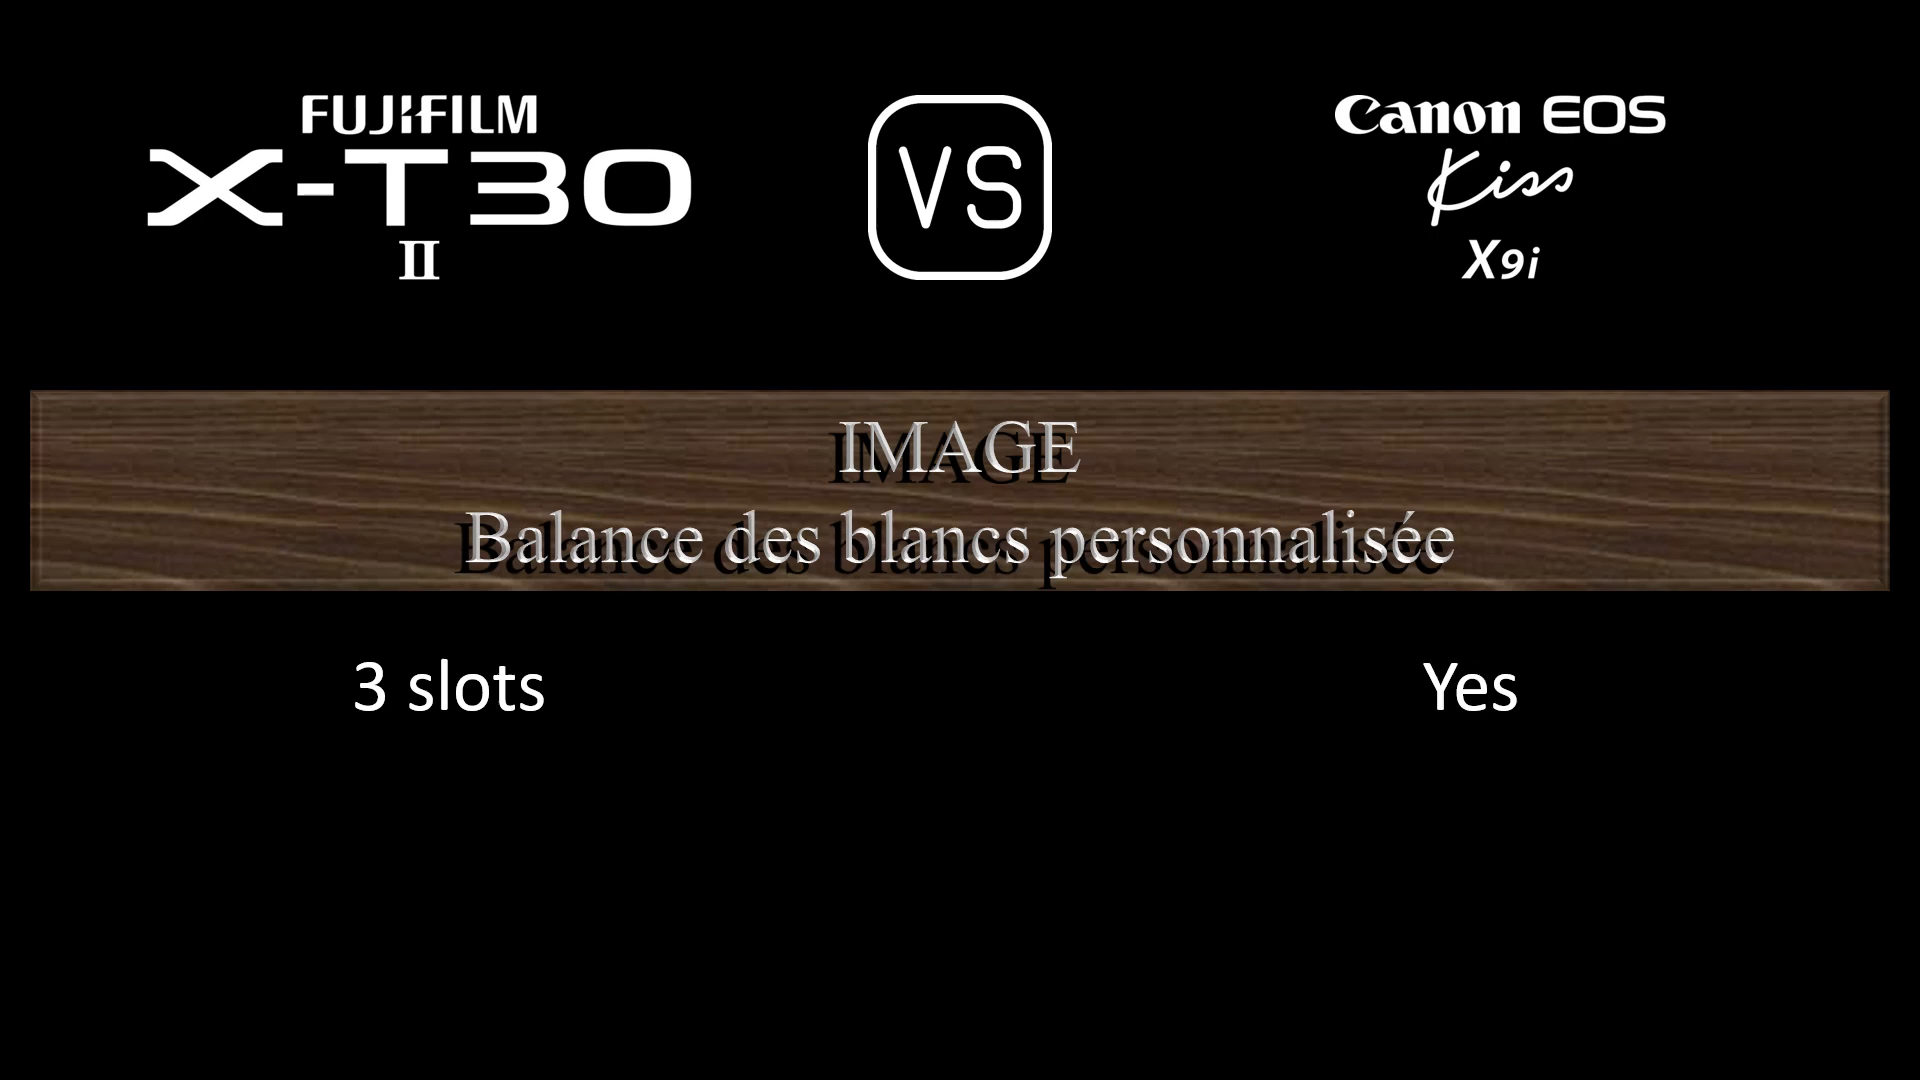 FUJIFILM
X-T30
II
VS
Canon EOS
Kiss
X9i
IMAGE
Balance des blancs personnalisée
3 slots
Yes